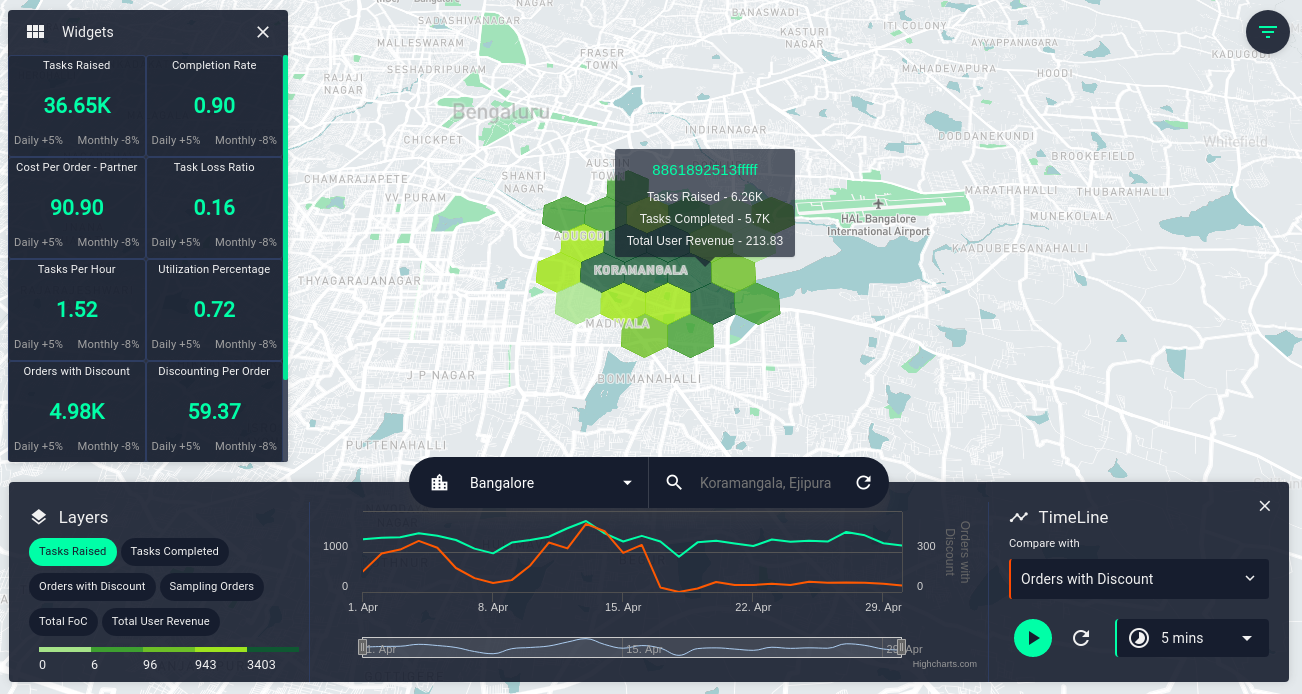 Widgets
Tasks Raised
36.65K
Daily +5% Monthly -8%
Completion Rate
0.90
Daily +5% Monthly -8%
Cost Per Order - Partner
90.90
Daily +5% Monthly -8%
Task Loss Ratio
0.16
Daily +5% Monthly -8%
Tasks Per Hour
1.52
Daily +5% Monthly -8%
Utilization Percentage
0.72
Daily +5% Monthly -8%
Orders with Discount
4.98K
Daily +5% Monthly -8%
Discounting Per Order
59.37
Daily +5% Monthly -8%
NAGAR
SADASHIVANAGAR
BANASWADI
ITI COLONY
MALLESWARAM
KASTURI
NAGAR
AYYAPPANAGARA
FRASER
TOWN
KADUGODI
SESHADRIPURAM
MAHADEVAPURA
HOODI
RAJAJI
NAGAR
Bengaluru
INDIRANAGAR
CHICKPET
DODDANEKUNDI
Whitefield
BROOKEFIELD
AUSTIN
TOWN
SHANTI
NAGAR
CHAMARAJAPETE
VV PURAM
MARATHAHALLI
THUBARAHALLI
HAL Bangalore
International Airport
MUNEKOLALA
ADUGODI
KAADUBEESANAHALLI
8861892513fffff
Tasks Raised - 6.26K
Tasks Completed - 5.7K
Total User Revenue - 213.83
KORAMANGALA
THYAGARAJANAGAR
MADIVALA
J P NAGAR
BOMMANAHALLI
PUTTENAHALLI
Bangalore
Koramangala, Ejipura
Layers
Tasks Raised
Tasks Completed
Orders with Discount
Sampling Orders
Total FoC
Total User Revenue
0 6 96 943 3403
1000
0
300
0
Orders with
Discount
1. Apr 8. Apr 15. Apr 22. Apr 29. Apr
1. Apr 15. Apr 29. Apr
Highcharts.com
TimeLine
Compare with
Orders with Discount
5 mins